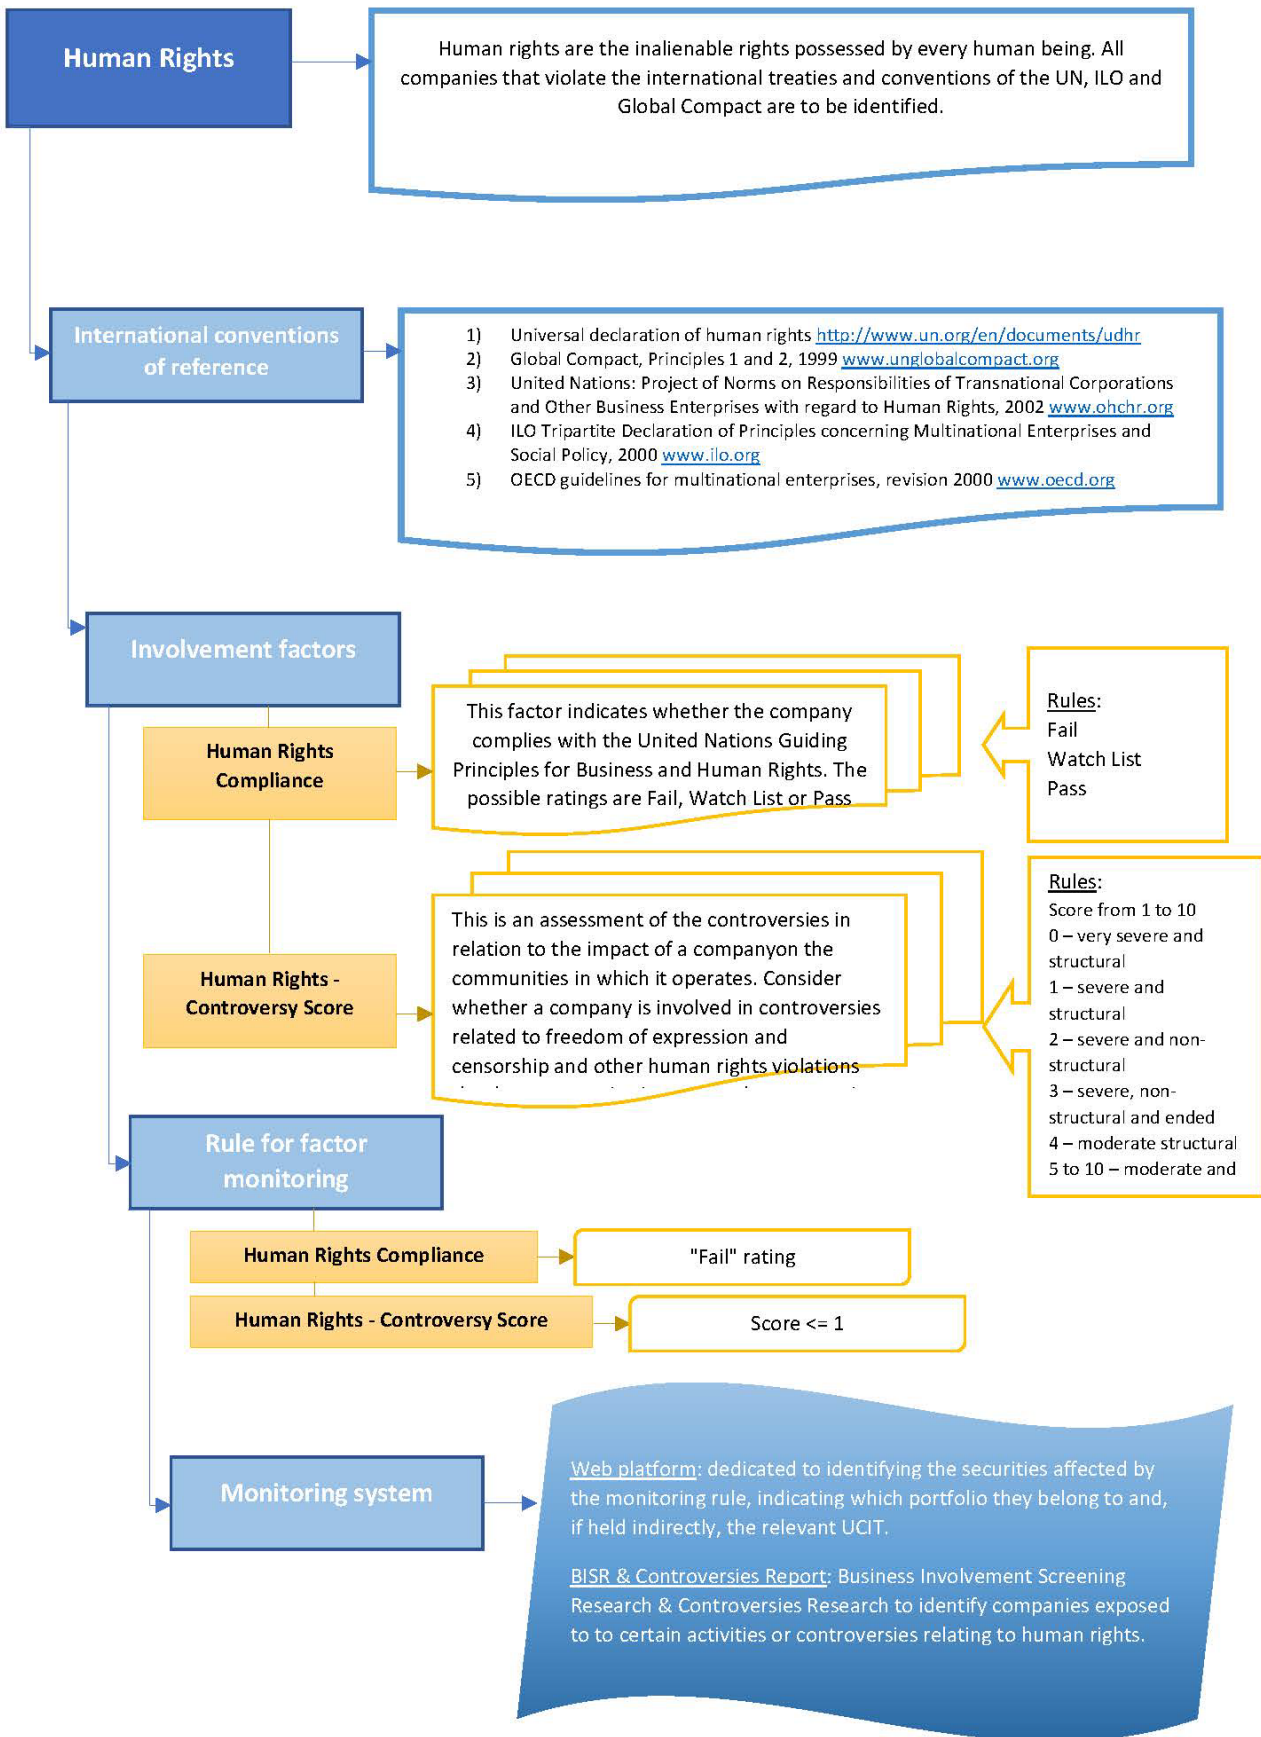 Human Rights
Human rights are the inalienable rights possessed by every human being. All
companies that violate the international treaties and conventions of the UN, ILO and
Global Compact are to be identified.
International conventions
of reference
1) Universal declaration of human rights http://www.un.org/en/documents/udhr
2) Global Compact, Principles 1 and 2, 1999 www.unglobalcompact.org
3) United Nations: Project of Norms on Responsibilities of Transnational Corporations
and Other Business Enterprises with regard to Human Rights, 2002 www.ohchr.org
4) ILO Tripartite Declaration of Principles concerning Multinational Enterprises and
Social Policy, 2000 www.ilo.org
5) OECD guidelines for multinational enterprises, revision 2000 www.oecd.org
Involvement factors
Human Rights
Compliance
This factor indicates whether the company
complies with the United Nations Guiding
Principles for Business and Human Rights. The
possible ratings are Fail, Watch List or Pass
Rules:
Fail
Watch List
Pass
Human Rights -
Controversy Score
This is an assessment of the controversies in
relation to the impact of a companyon the
communities in which it operates. Consider
whether a company is involved in controversies
related to freedom of expression and
censorship and other human rights violations
Rules:
Score from 1 to 10
0 – very severe and
structural
1 – severe and
structural
2 – severe and non-
structural
3 – severe, non-
structural and ended
4 – moderate structural
5 to 10 – moderate and
Rule for factor
monitoring
Human Rights Compliance
"Fail" rating
Human Rights - Controversy Score
Score <= 1
Monitoring system
Web platform: dedicated to identifying the securities affected by
the monitoring rule, indicating which portfolio they belong to and,
if held indirectly, the relevant UCIT.
BISR & Controversies Report: Business Involvement Screening
Research & Controversies Research to identify companies exposed
to to certain activities or controversies relating to human rights.